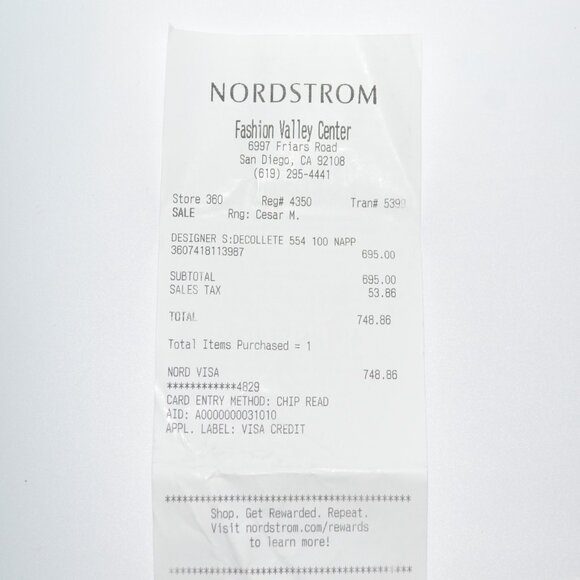 NORDSTROM
Fashion Valley Center
6997 Friars Road
San Diego, CA 92108
(619) 295-4441
Store 360 Reg# 4350 Tran# 5399
SALE Rng: Cesar M.
DESIGNER S:DECOLLETE 554 100 NAPP
3607418113987 695.00
SUBTOTAL 695.00
SALES TAX 53.86
TOTAL 748.86
Total Items Purchased = 1
NORD VISA 748.86
************4829
CARD ENTRY METHOD: CHIP READ
AID: A0000000031010
APPL. LABEL: VISA CREDIT
******************************************
Shop. Get Rewarded. Repeat.
Visit nordstrom.com/rewards
to learn more!
******************************************